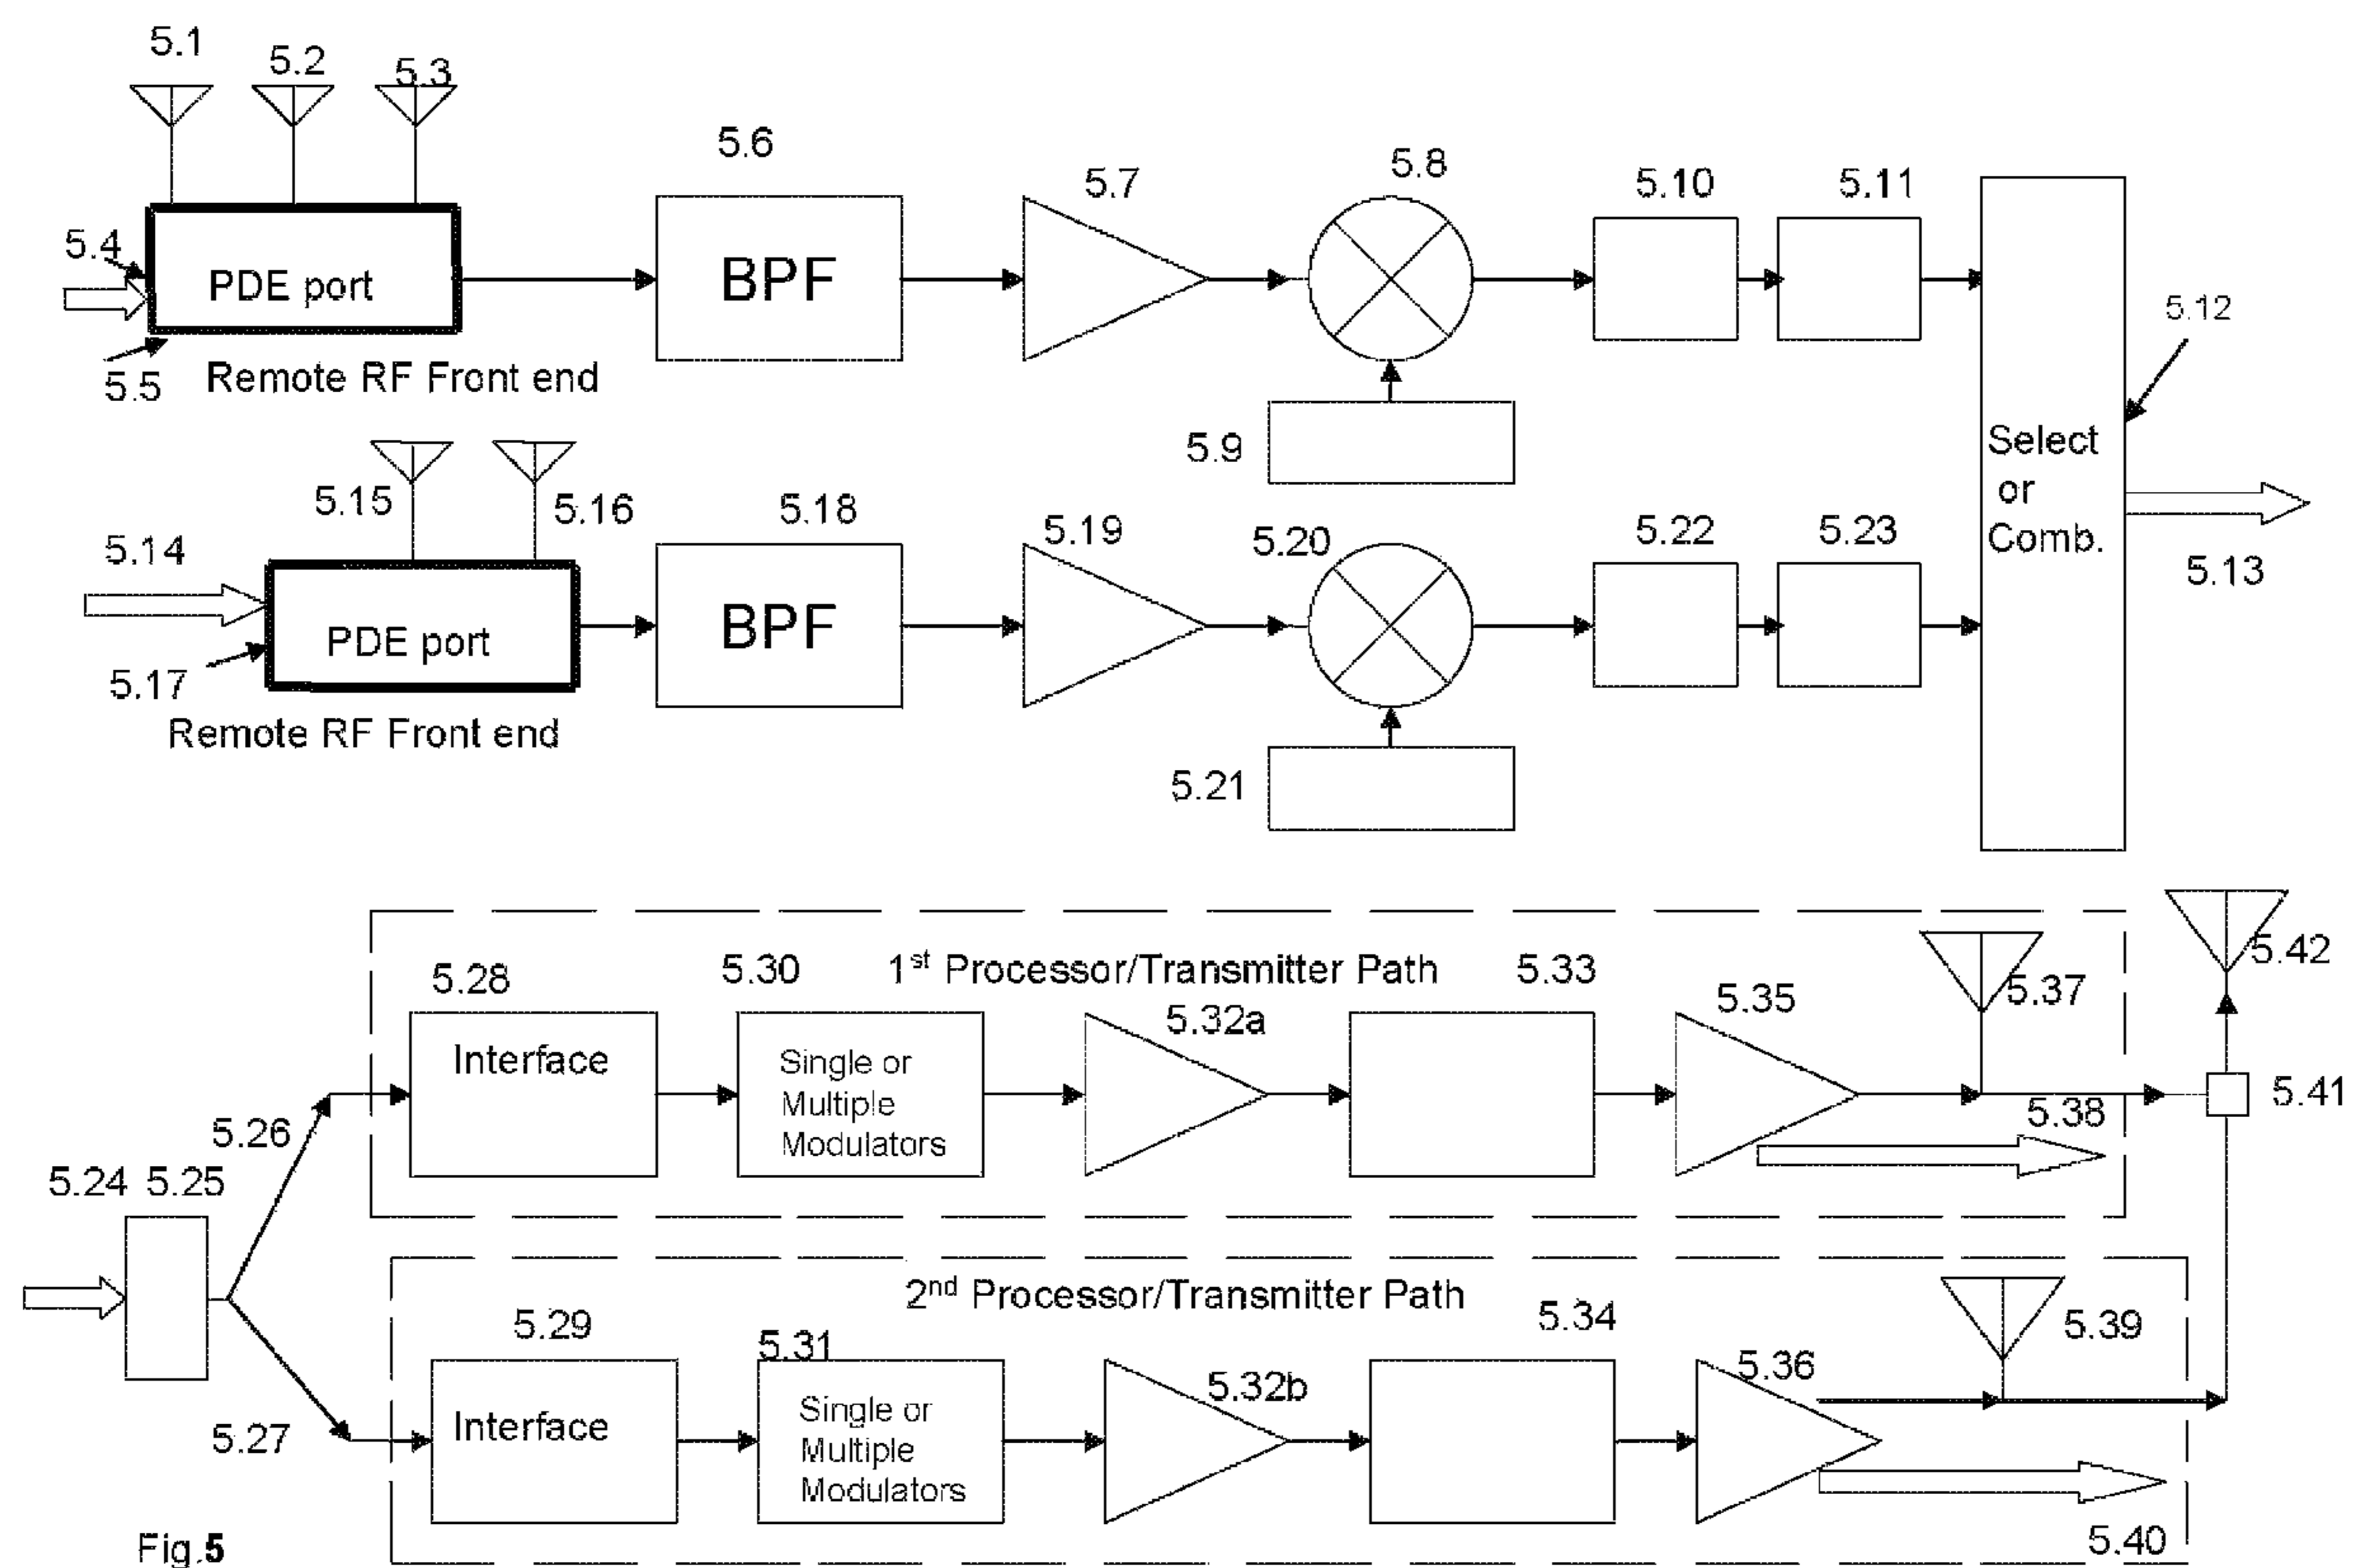 5.1
5.2
5.3
5.6
5.7
5.8
5.10
5.11
5.4
PDE port
BPF
5.12
5.5
Remote RF Front end
5.9
Select
or
Comb.
5.15
5.16
5.18
5.19
5.20
5.22
5.23
5.14
5.13
PDE port
BPF
5.17
Remote RF Front end
5.21
5.28
5.30
1st Processor/Transmitter Path
5.33
5.35
5.37
5.42
5.32a
Interface
Single or
Multiple
Modulators
5.26
5.38
5.41
5.24
5.25
2nd Processor/Transmitter Path
5.29
5.31
5.34
5.39
5.32b
5.36
5.27
Interface
Single or
Multiple
Modulators
5.40
Fig.5